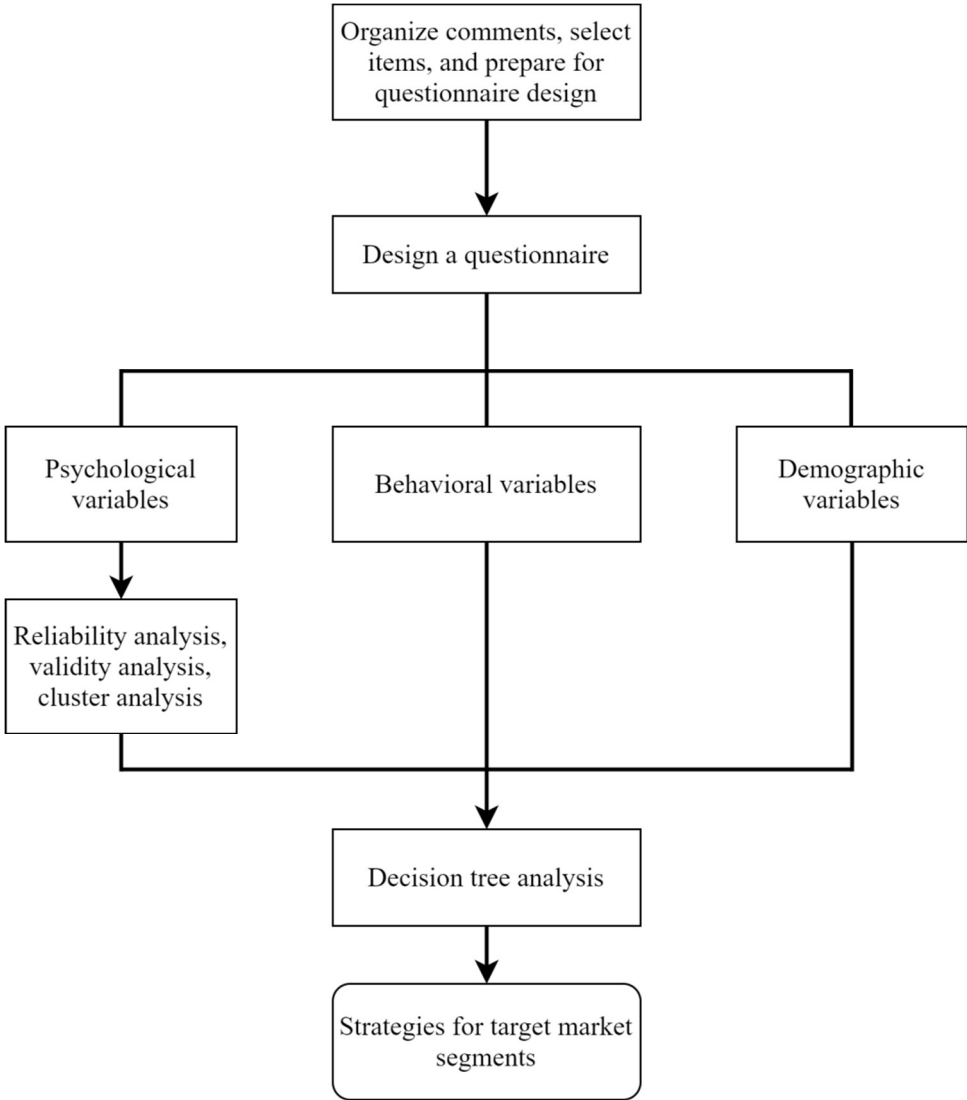 Organize comments, select
items, and prepare for
questionnaire design
Design a questionnaire
Psychological
variables
Behavioral variables
Demographic
variables
Reliability analysis,
validity analysis,
cluster analysis
Decision tree analysis
Strategies for target market
segments